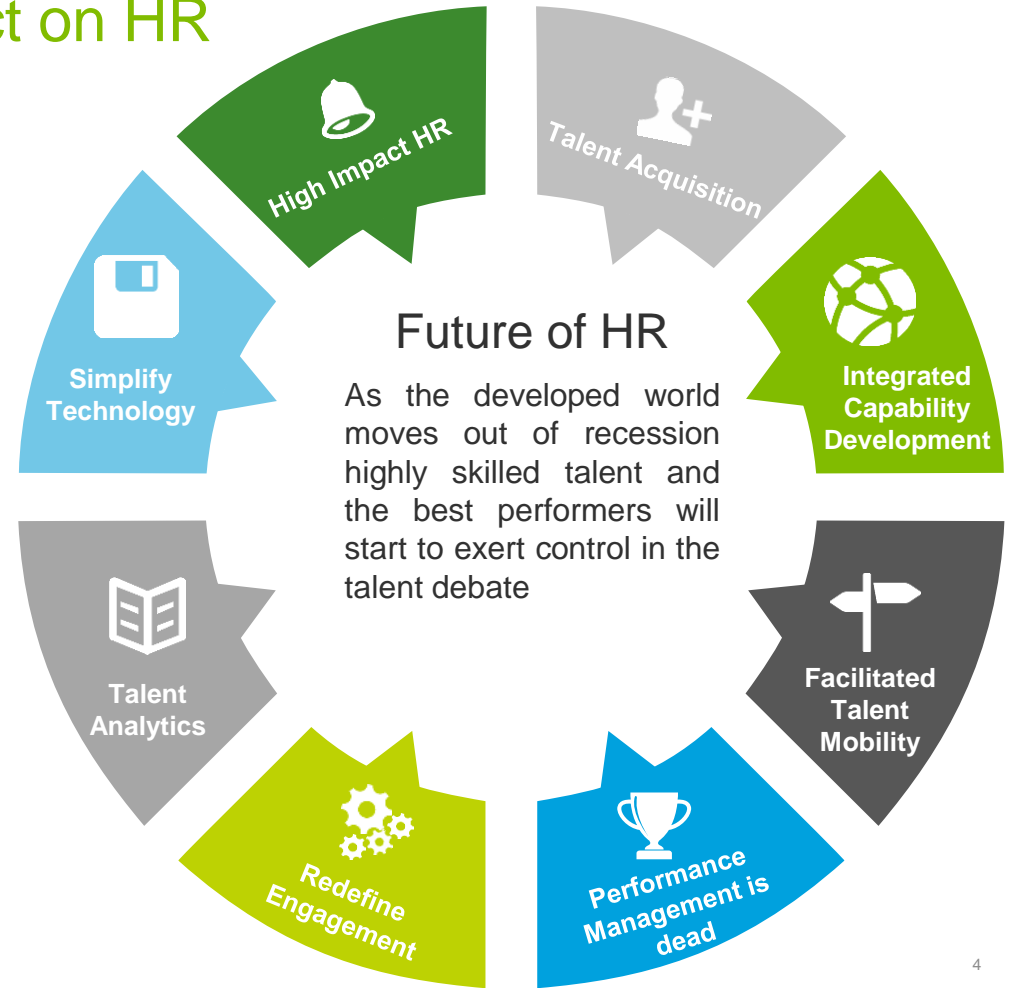 ct on HR
High Impact HR
Talent Acquisition
Integrated
Capability
Development
Facilitated
Talent
Mobility
Performance
Management is
dead
Redefine
Engagement
Talent
Analytics
Simplify
Technology
Future of HR
As the developed world
moves out of recession
highly skilled talent and
the best performers will
start to exert control in the
talent debate
4